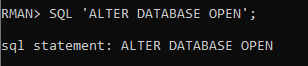 RMAN> SQL 'ALTER DATABASE OPEN';
sql statement: ALTER DATABASE OPEN